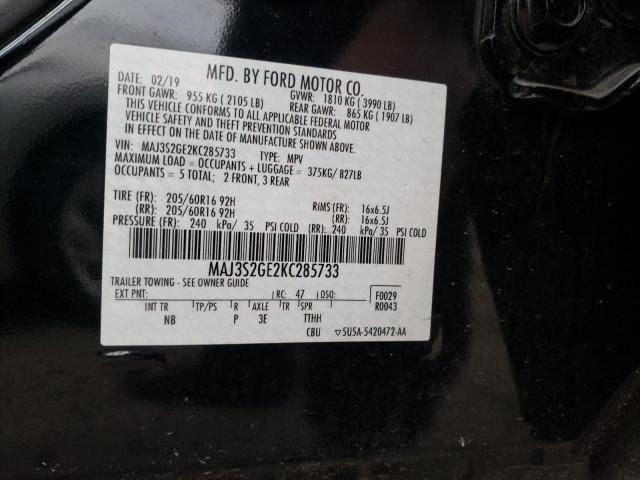 MFD. BY FORD MOTOR CO.
DATE: 02/19 GVWR: 1810 KG ( 3990 LB)
FRONT GAWR: 955 KG ( 2105 LB) REAR GAWR: 865 KG ( 1907 LB)
THIS VEHICLE CONFORMS TO ALL APPLICABLE FEDERAL MOTOR
VEHICLE SAFETY AND THEFT PREVENTION STANDARDS
IN EFFECT ON THE DATE OF MANUFACTURE SHOWN ABOVE.
VIN: MAJ3S2GE2KC285733 TYPE: MPV
MAXIMUM LOAD = OCCUPANTS + LUGGAGE = 375KG/ 827LB
OCCUPANTS = 5 TOTAL; 2 FRONT, 3 REAR
TIRE (FR): 205/60R16 92H RIMS (FR): 16x6.5J
(RR): 205/60R16 92H (RR): 16x6.5J
PRESSURE (FR): 240 kPa/ 35 PSI COLD (RR): 240 kPa/ 35 PSI COLD
MAJ3S2GE2KC285733
TRAILER TOWING - SEE OWNER GUIDE
EXT PNT: RC: 47 DSO: F0029
R0043
INT TR TP/PS R AXLE TR SPR
NB P 3E TTHH
CBU ▽5U5A-5420472-AA